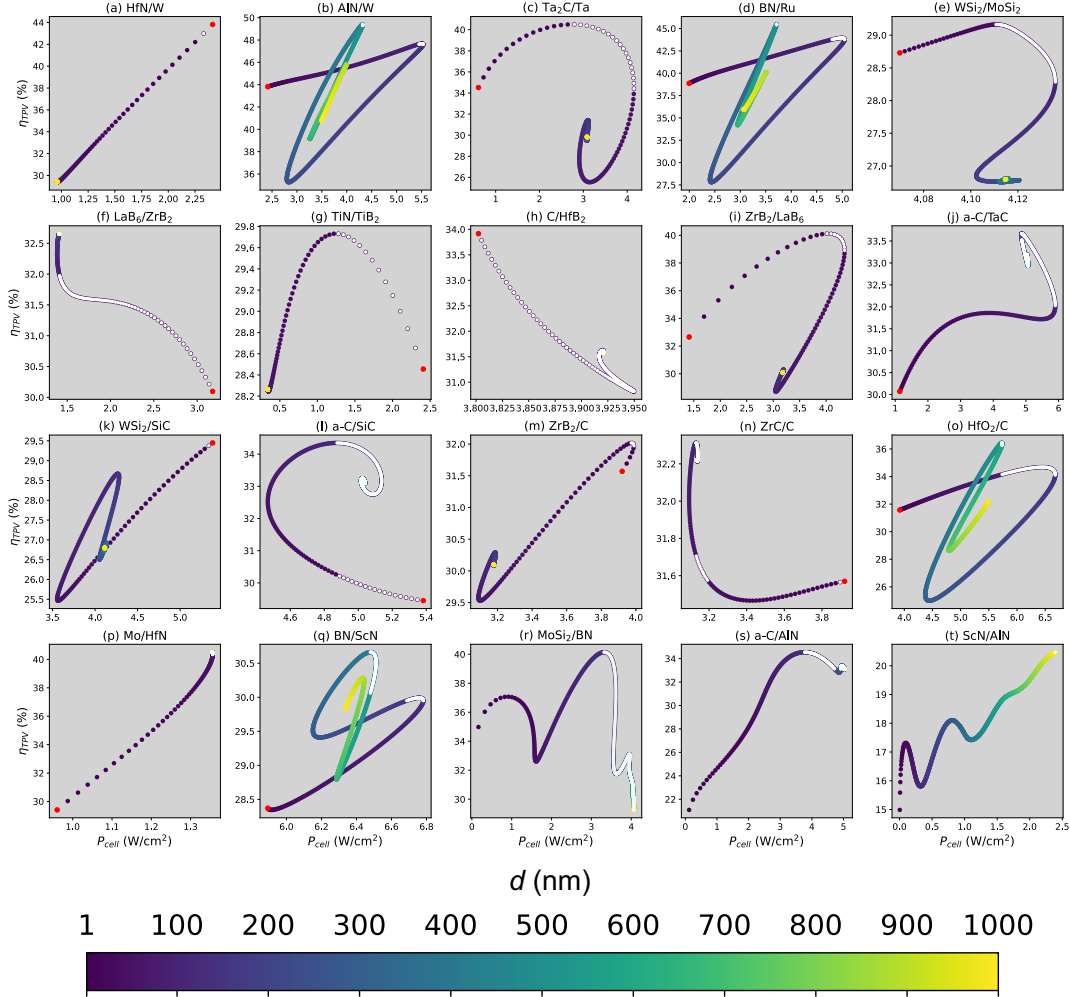 (a) HfN/W
(b) AlN/W
(c) Ta₂C/Ta
(d) BN/Ru
(e) WSi₂/MoSi₂
η_TPV (%)
44
42
40
38
36
34
32
30
1.00 1.25 1.50 1.75 2.00 2.25
50
48
46
44
42
40
38
36
2.5 3.0 3.5 4.0 4.5 5.0 5.5
40
38
36
34
32
30
28
26
1 2 3 4
45.0
42.5
40.0
37.5
35.0
32.5
30.0
27.5
2.0 2.5 3.0 3.5 4.0 4.5 5.0
29.0
28.5
28.0
27.5
27.0
4.08 4.10 4.12
(f) LaB₆/ZrB₂
(g) TiN/TiB₂
(h) C/HfB₂
(i) ZrB₂/LaB₆
(j) a-C/TaC
η_TPV (%)
32.5
32.0
31.5
31.0
30.5
30.0
1.5 2.0 2.5 3.0
29.8
29.6
29.4
29.2
29.0
28.8
28.6
28.4
28.2
0.5 1.0 1.5 2.0 2.5
34.0
33.5
33.0
32.5
32.0
31.5
31.0
3.800 3.825 3.850 3.875 3.900 3.925 3.950
40
38
36
34
32
30
1.5 2.0 2.5 3.0 3.5 4.0
33.5
33.0
32.5
32.0
31.5
31.0
30.5
30.0
1 2 3 4 5 6
(k) WSi₂/SiC
(l) a-C/SiC
(m) ZrB₂/C
(n) ZrC/C
(o) HfO₂/C
η_TPV (%)
29.5
29.0
28.5
28.0
27.5
27.0
26.5
26.0
25.5
3.5 4.0 4.5 5.0
34
33
32
31
30
4.6 4.8 5.0 5.2 5.4
32.0
31.5
31.0
30.5
30.0
29.5
3.2 3.4 3.6 3.8 4.0
32.2
32.0
31.8
31.6
3.2 3.4 3.6 3.8
36
34
32
30
28
26
4.0 4.5 5.0 5.5 6.0 6.5
(p) Mo/HfN
(q) BN/ScN
(r) MoSi₂/BN
(s) a-C/AlN
(t) ScN/AlN
η_TPV (%)
40
38
36
34
32
30
1.0 1.1 1.2 1.3
30.5
30.0
29.5
29.0
28.5
6.0 6.2 6.4 6.6 6.8
40
38
36
34
32
30
0 1 2 3 4
34
32
30
28
26
24
22
0 1 2 3 4 5
20
19
18
17
16
15
0.0 0.5 1.0 1.5 2.0 2.5
P_cell (W/cm²)
P_cell (W/cm²)
P_cell (W/cm²)
P_cell (W/cm²)
P_cell (W/cm²)
d (nm)
1 100 200 300 400 500 600 700 800 900 1000